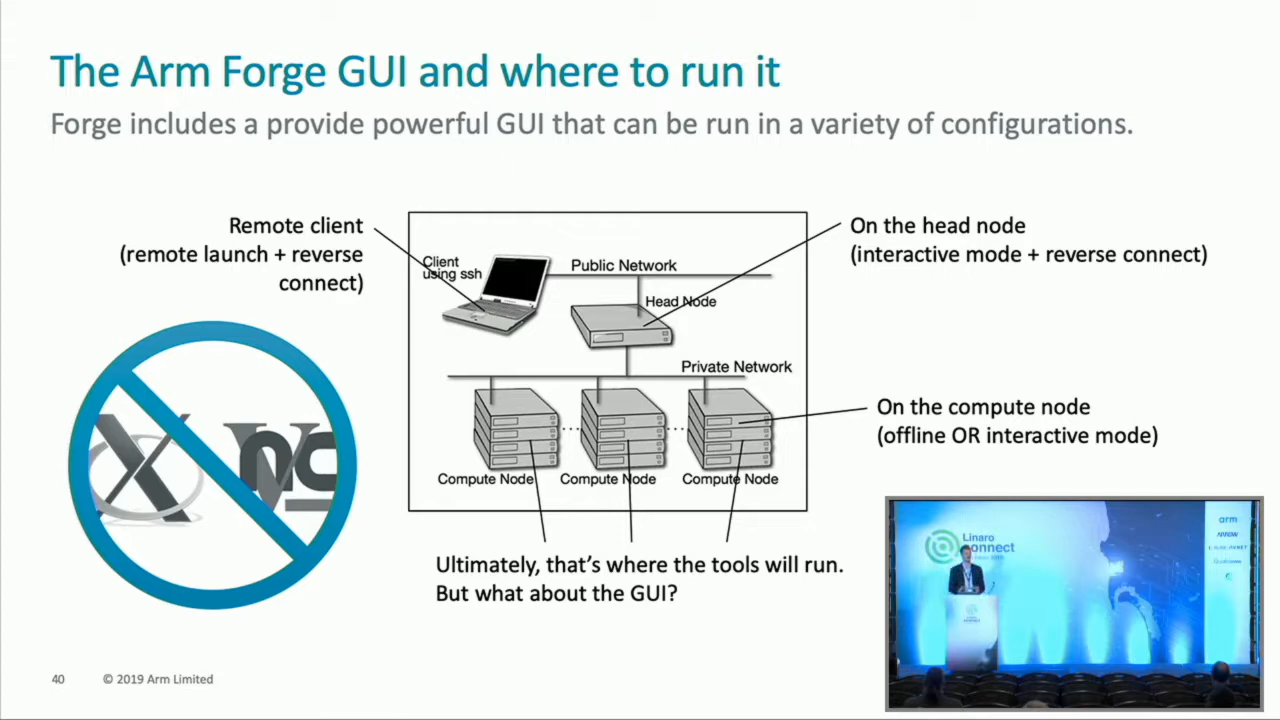 The Arm Forge GUI and where to run it
Forge includes a provide powerful GUI that can be run in a variety of configurations.
Remote client
(remote launch + reverse
connect)
On the head node
(interactive mode + reverse connect)
Client
using ssh
Public Network
Head Node
Private Network
On the compute node
(offline OR interactive mode)
Compute Node
Compute Node
Compute Node
Ultimately, that's where the tools will run.
But what about the GUI?
X
vnc
Linaro
connect
arm
ARROW
Qualcomm
40
© 2019 Arm Limited